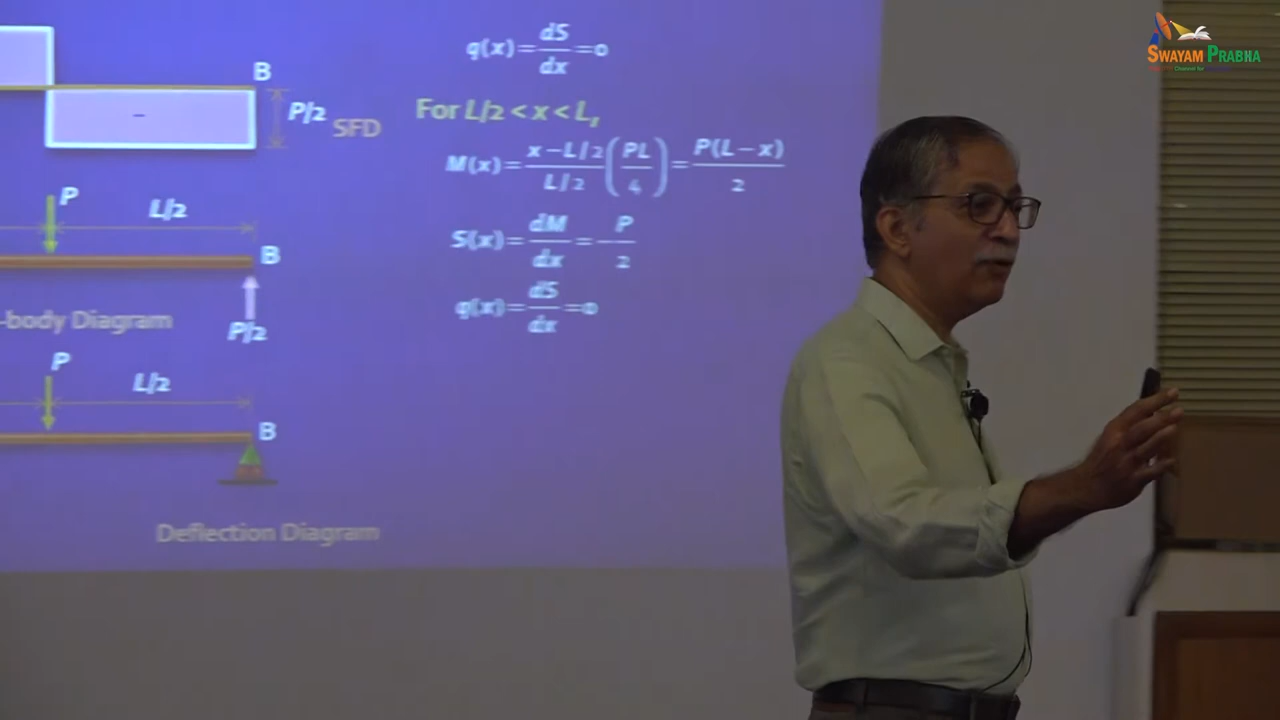 SWAYAM PRABHA
q(x) = dS/dx = 0
B
P/2
SFD
For L/2 < x < L,
M(x) = x-L/2 / L/2 (PL/4) = P(L-x)/2
P
L/2
B
S(x) = dM/dx = -P/2
q(x) = dS/dx = 0
-body Diagram
P/2
P
L/2
B
Deflection Diagram